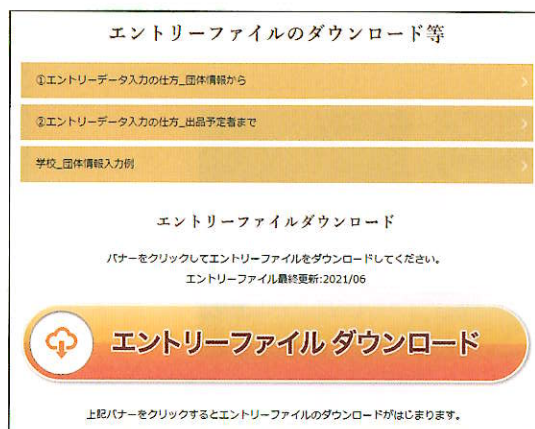 エントリーファイルのダウンロード等
①エントリーデータ入力の仕方_団体情報から
②エントリーデータ入力の仕方_出品予定者まで
学校_団体情報入力例
エントリーファイルダウンロード
バナーをクリックしてエントリーファイルをダウンロードしてください。
エントリーファイル最終更新:2021/06
エントリーファイル ダウンロード
上記バナーをクリックするとエントリーファイルのダウンロードがはじまります。